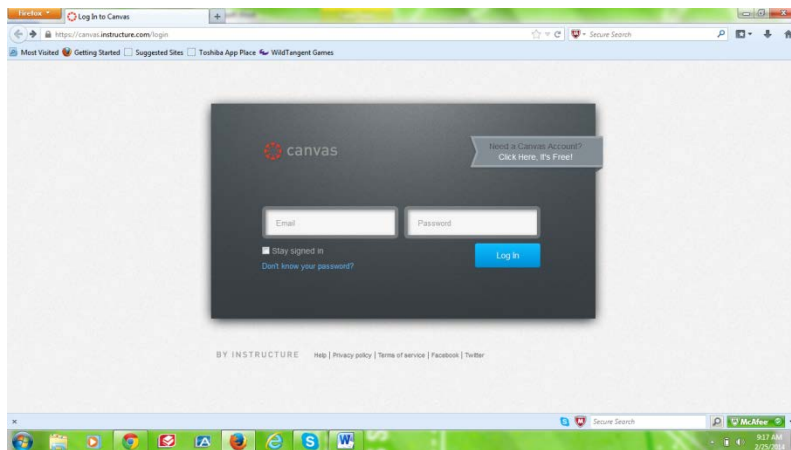 Firefox
Log In to Canvas
https://canvas.instructure.com/login
Secure Search
Most Visited Getting Started Suggested Sites Toshiba App Place WildTangent Games
canvas
Need a Canvas Account?
Click Here, It's Free!
Email Password
Stay signed in
Log In
Don't know your password?
BY INSTRUCTURE Help | Privacy policy | Terms of service | Facebook | Twitter
Secure Search McAfee
9:17 AM
2/25/2014